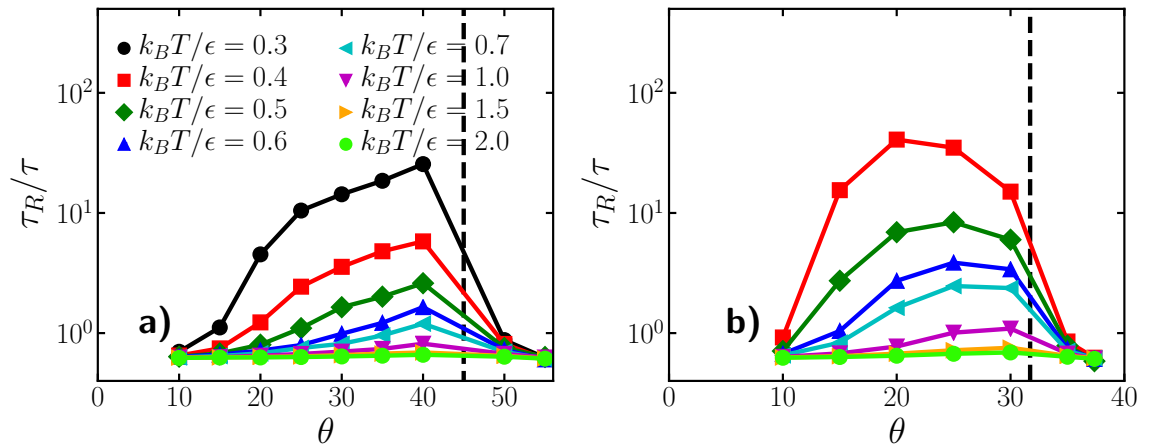 k_BT/ϵ = 0.3
k_BT/ϵ = 0.4
k_BT/ϵ = 0.5
k_BT/ϵ = 0.6
k_BT/ϵ = 0.7
k_BT/ϵ = 1.0
k_BT/ϵ = 1.5
k_BT/ϵ = 2.0
τ_R/τ
10^2
10^1
10^0
a)
0 10 20 30 40 50
θ
τ_R/τ
10^2
10^1
10^0
b)
0 10 20 30 40
θ